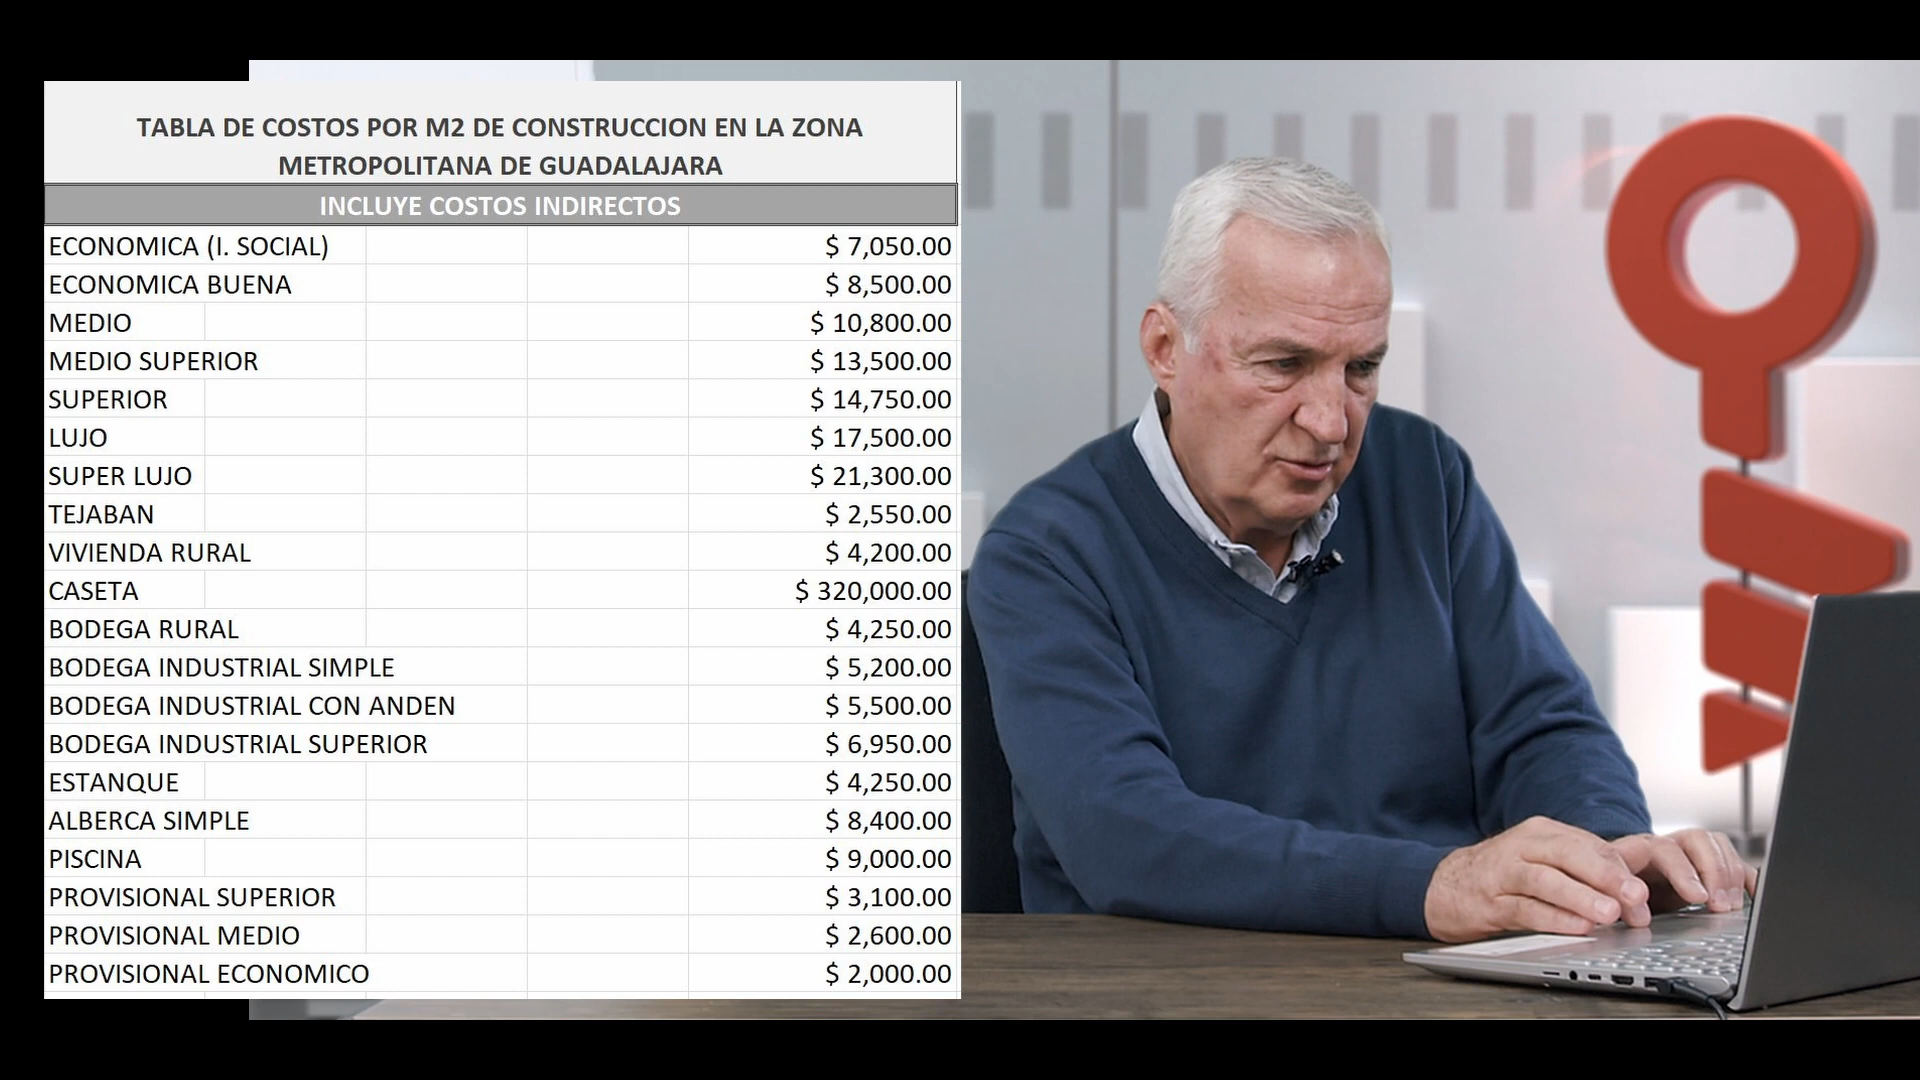 TABLA DE COSTOS POR M2 DE CONSTRUCCION EN LA ZONA
METROPOLITANA DE GUADALAJARA
INCLUYE COSTOS INDIRECTOS
ECONOMICA (I. SOCIAL) $ 7,050.00
ECONOMICA BUENA $ 8,500.00
MEDIO $ 10,800.00
MEDIO SUPERIOR $ 13,500.00
SUPERIOR $ 14,750.00
LUJO $ 17,500.00
SUPER LUJO $ 21,300.00
TEJABAN $ 2,550.00
VIVIENDA RURAL $ 4,200.00
CASETA $ 320,000.00
BODEGA RURAL $ 4,250.00
BODEGA INDUSTRIAL SIMPLE $ 5,200.00
BODEGA INDUSTRIAL CON ANDEN $ 5,500.00
BODEGA INDUSTRIAL SUPERIOR $ 6,950.00
ESTANQUE $ 4,250.00
ALBERCA SIMPLE $ 8,400.00
PISCINA $ 9,000.00
PROVISIONAL SUPERIOR $ 3,100.00
PROVISIONAL MEDIO $ 2,600.00
PROVISIONAL ECONOMICO $ 2,000.00